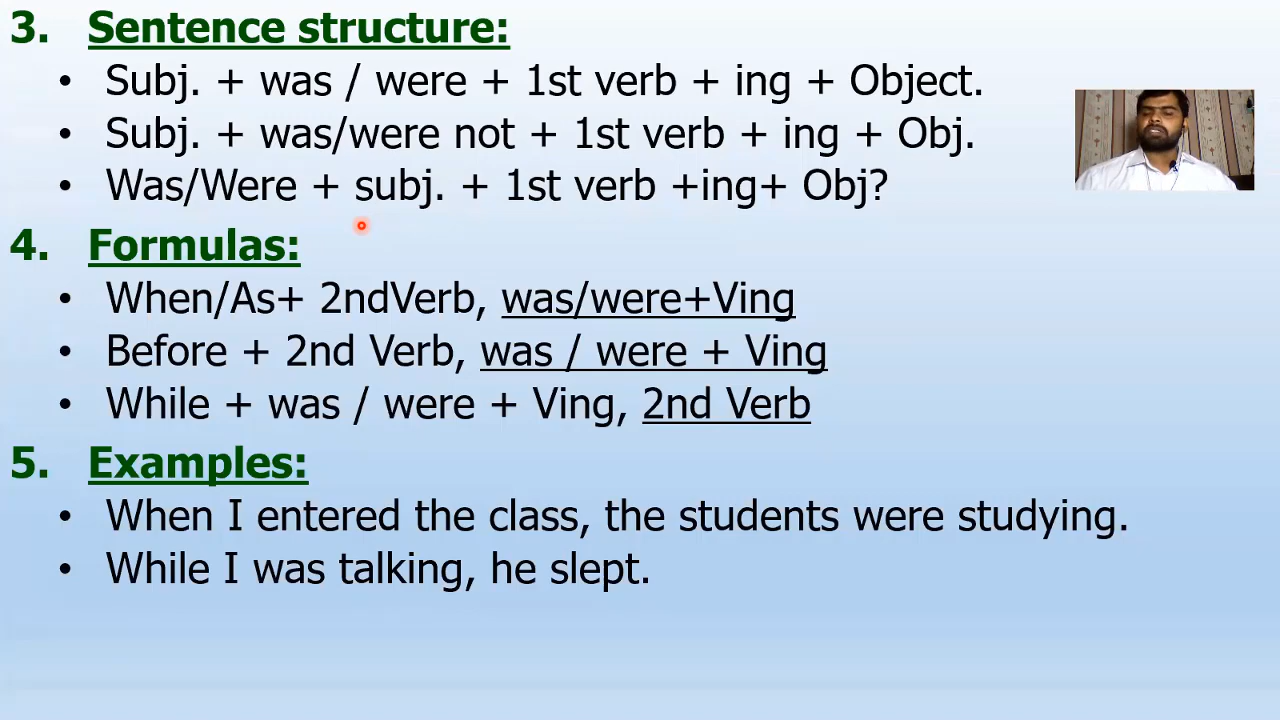 3. Sentence structure:
• Subj. + was / were + 1st verb + ing + Object.
• Subj. + was/were not + 1st verb + ing + Obj.
• Was/Were + subj. + 1st verb +ing+ Obj?
4. Formulas:
• When/As+ 2ndVerb, was/were+Ving
• Before + 2nd Verb, was / were + Ving
• While + was / were + Ving, 2nd Verb
5. Examples:
• When I entered the class, the students were studying.
• While I was talking, he slept.